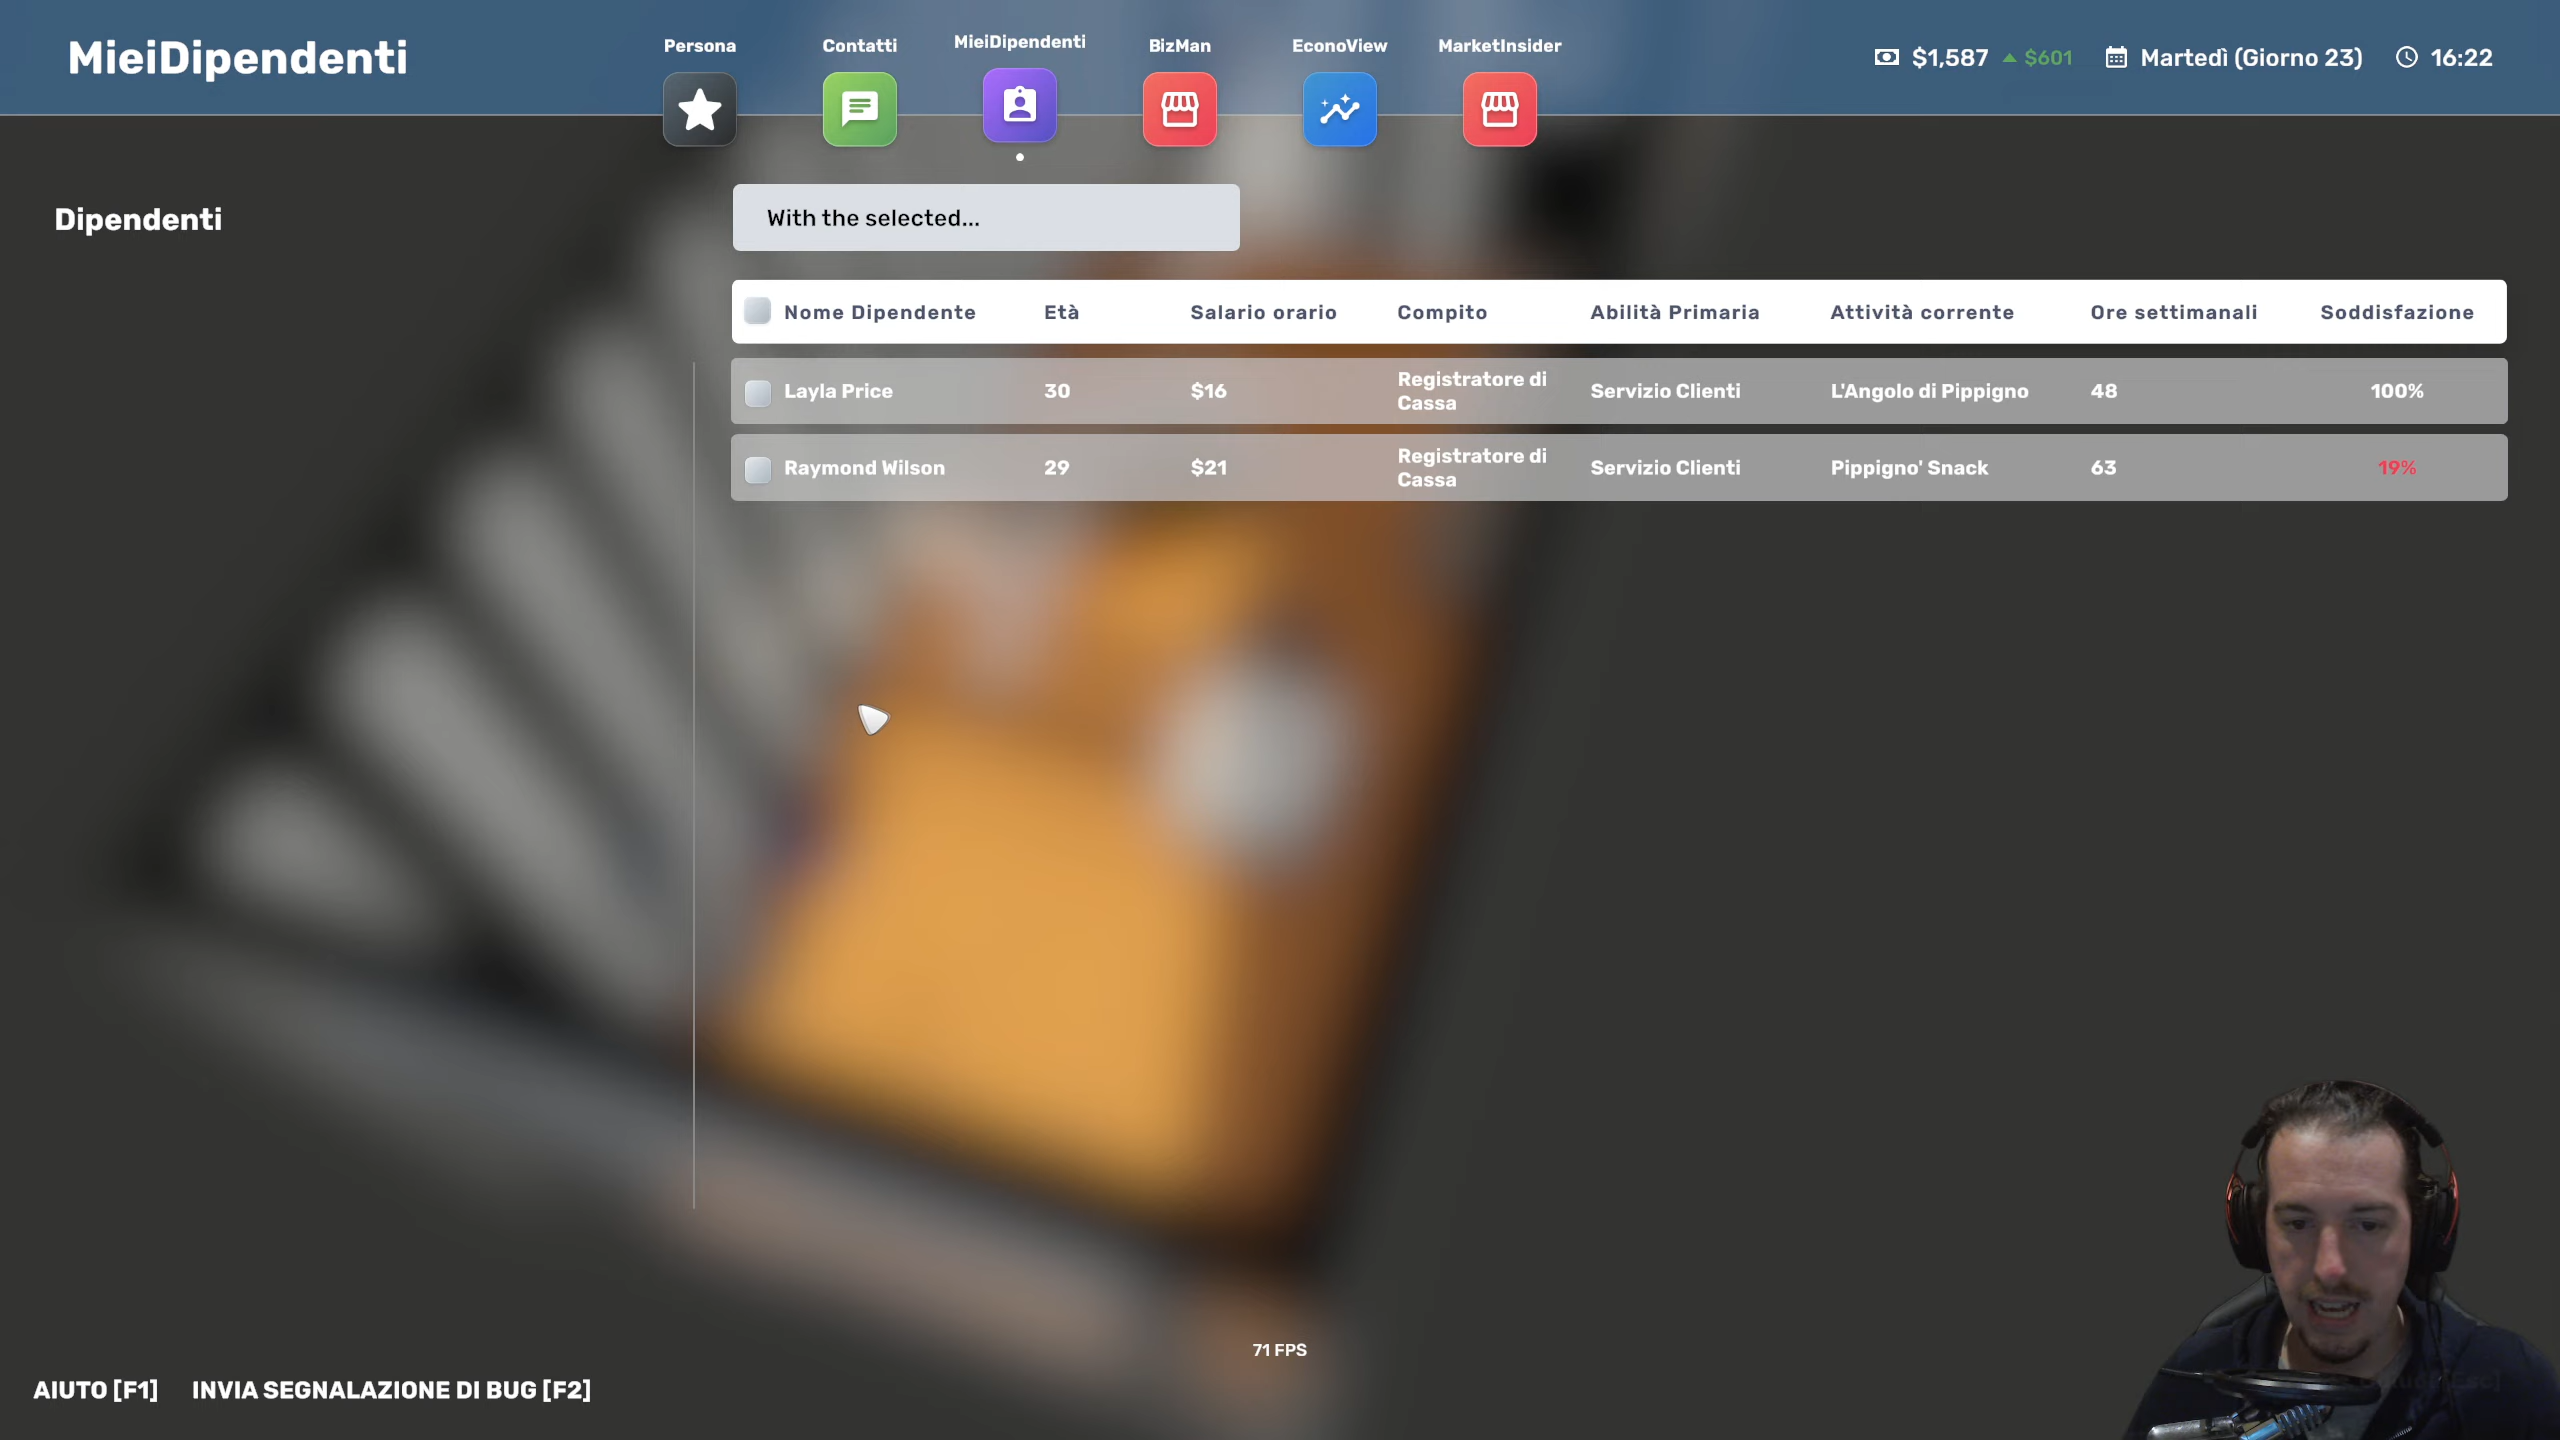 MieiDipendenti
Persona
Contatti
MieiDipendenti
BizMan
EconoView
MarketInsider
$1,587
$601
Martedì (Giorno 23)
16:22
Dipendenti
With the selected...
Nome Dipendente Età Salario orario Compito Abilità Primaria Attività corrente Ore settimanali Soddisfazione
Layla Price 30 $16 Registratore di Cassa Servizio Clienti L'Angolo di Pippigno 48 100%
Raymond Wilson 29 $21 Registratore di Cassa Servizio Clienti Pippigno' Snack 63 19%
71 FPS
AIUTO [F1] INVIA SEGNALAZIONE DI BUG [F2]